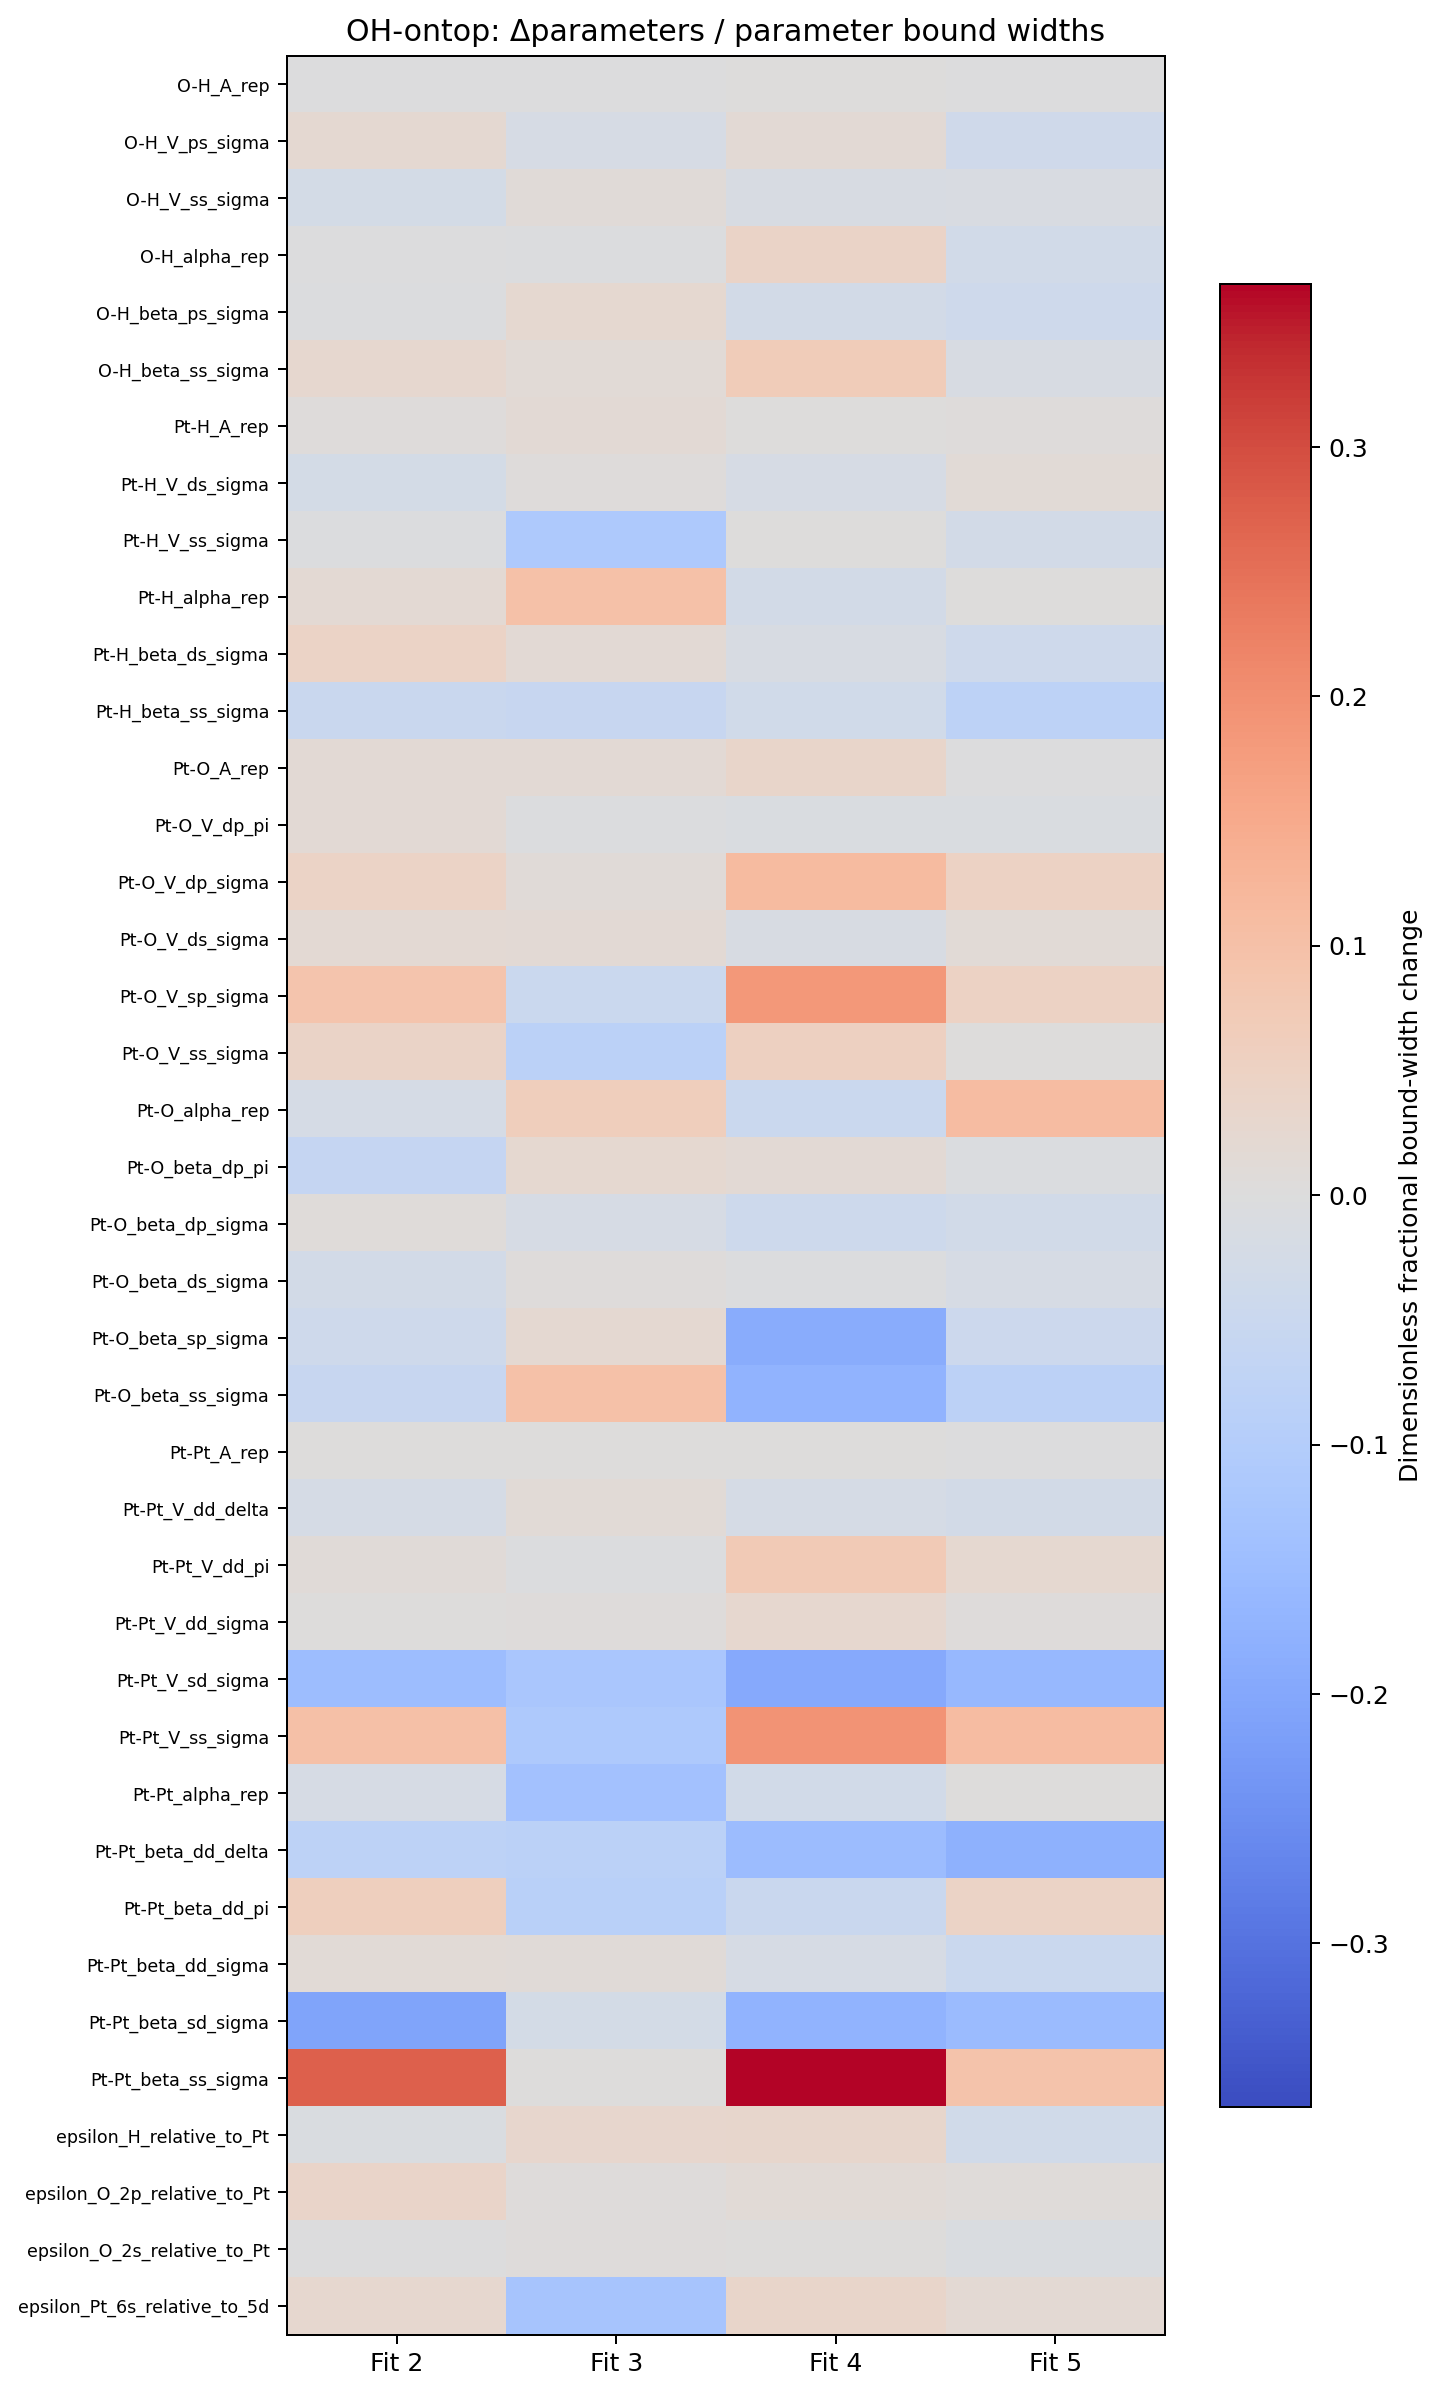 OH-ontop: Δparameters / parameter bound widths
O-H_A_rep
O-H_V_ps_sigma
O-H_V_ss_sigma
O-H_alpha_rep
O-H_beta_ps_sigma
O-H_beta_ss_sigma
Pt-H_A_rep
Pt-H_V_ds_sigma
Pt-H_V_ss_sigma
Pt-H_alpha_rep
Pt-H_beta_ds_sigma
Pt-H_beta_ss_sigma
Pt-O_A_rep
Pt-O_V_dp_pi
Pt-O_V_dp_sigma
Pt-O_V_ds_sigma
Pt-O_V_sp_sigma
Pt-O_V_ss_sigma
Pt-O_alpha_rep
Pt-O_beta_dp_pi
Pt-O_beta_dp_sigma
Pt-O_beta_ds_sigma
Pt-O_beta_sp_sigma
Pt-O_beta_ss_sigma
Pt-Pt_A_rep
Pt-Pt_V_dd_delta
Pt-Pt_V_dd_pi
Pt-Pt_V_dd_sigma
Pt-Pt_V_sd_sigma
Pt-Pt_V_ss_sigma
Pt-Pt_alpha_rep
Pt-Pt_beta_dd_delta
Pt-Pt_beta_dd_pi
Pt-Pt_beta_dd_sigma
Pt-Pt_beta_sd_sigma
Pt-Pt_beta_ss_sigma
epsilon_H_relative_to_Pt
epsilon_O_2p_relative_to_Pt
epsilon_O_2s_relative_to_Pt
epsilon_Pt_6s_relative_to_5d
Fit 2
Fit 3
Fit 4
Fit 5
0.3
0.2
0.1
0.0
−0.1
−0.2
−0.3
Dimensionless fractional bound-width change